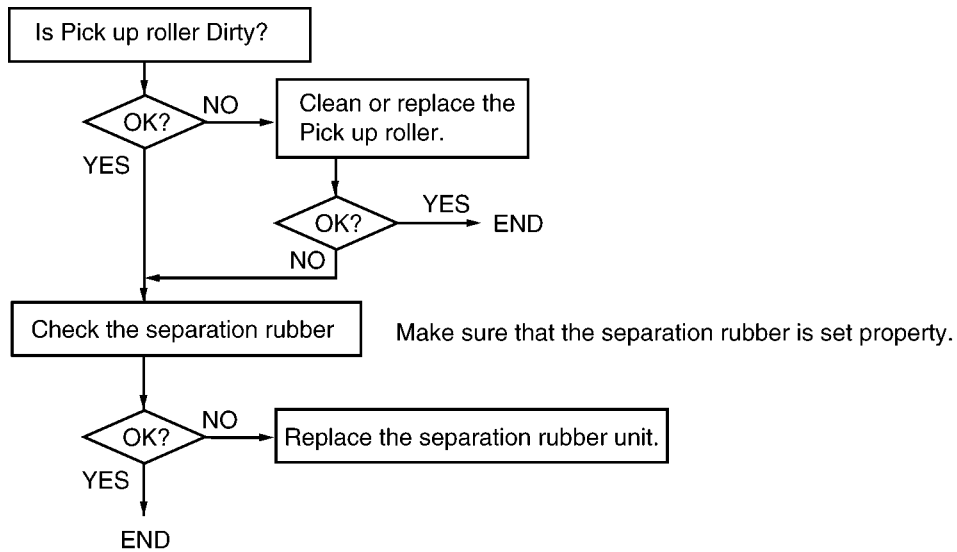 Is Pick up roller Dirty?
OK?
NO
Clean or replace the
Pick up roller.
YES
OK?
YES
END
NO
Check the separation rubber
Make sure that the separation rubber is set property.
OK?
NO
Replace the separation rubber unit.
YES
END